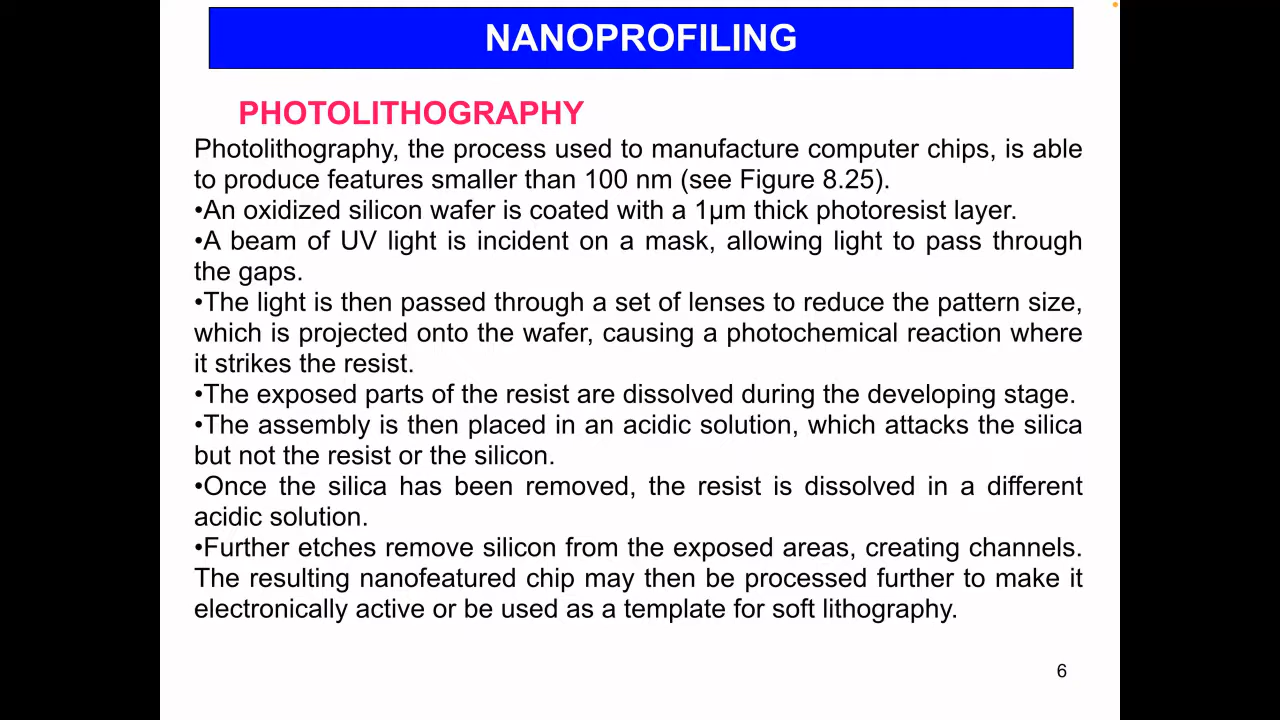 NANOPROFILING
PHOTOLITHOGRAPHY
Photolithography, the process used to manufacture computer chips, is able
to produce features smaller than 100 nm (see Figure 8.25).
•An oxidized silicon wafer is coated with a 1μm thick photoresist layer.
•A beam of UV light is incident on a mask, allowing light to pass through
the gaps.
•The light is then passed through a set of lenses to reduce the pattern size,
which is projected onto the wafer, causing a photochemical reaction where
it strikes the resist.
•The exposed parts of the resist are dissolved during the developing stage.
•The assembly is then placed in an acidic solution, which attacks the silica
but not the resist or the silicon.
•Once the silica has been removed, the resist is dissolved in a different
acidic solution.
•Further etches remove silicon from the exposed areas, creating channels.
The resulting nanofeatured chip may then be processed further to make it
electronically active or be used as a template for soft lithography.
6